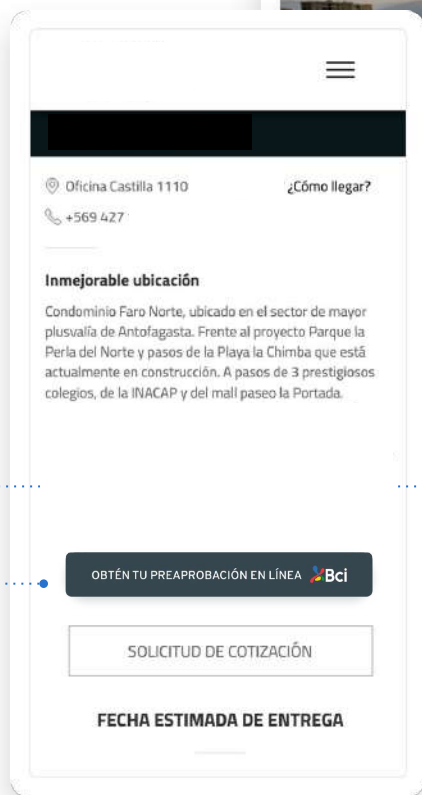 Oficina Castilla 1110
¿Cómo llegar?
+569 427
Inmejorable ubicación
Condominio Faro Norte, ubicado en el sector de mayor
plusvalía de Antofagasta. Frente al proyecto Parque la
Perla del Norte y pasos de la Playa la Chimba que está
actualmente en construcción. A pasos de 3 prestigiosos
colegios, de la INACAP y del mall paseo la Portada.
OBTÉN TU PREAPROBACIÓN EN LÍNEA Bci
SOLICITUD DE COTIZACIÓN
FECHA ESTIMADA DE ENTREGA